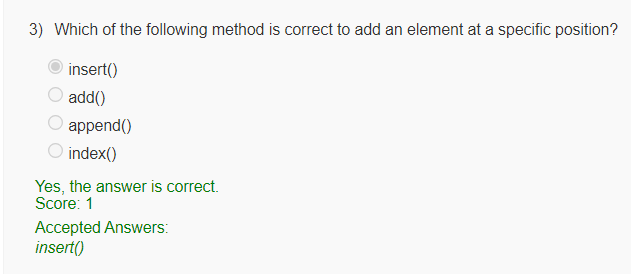 3) Which of the following method is correct to add an element at a specific position?
insert()
add()
append()
index()
Yes, the answer is correct.
Score: 1
Accepted Answers:
insert()